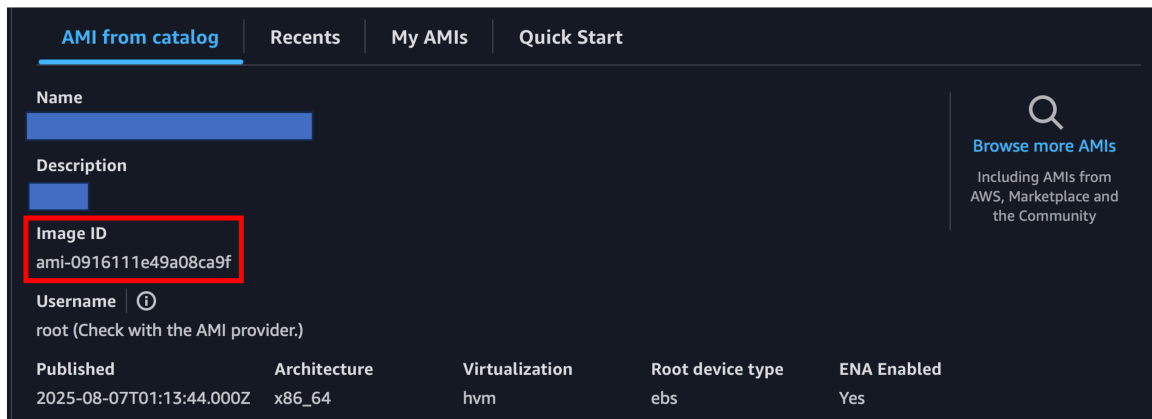 AMI from catalog
Recents
My AMIs
Quick Start
Name
Description
Image ID
ami-0916111e49a08ca9f
Username
root (Check with the AMI provider.)
Published
2025-08-07T01:13:44.000Z
Architecture
x86_64
Virtualization
hvm
Root device type
ebs
ENA Enabled
Yes
Browse more AMIs
Including AMIs from
AWS, Marketplace and
the Community